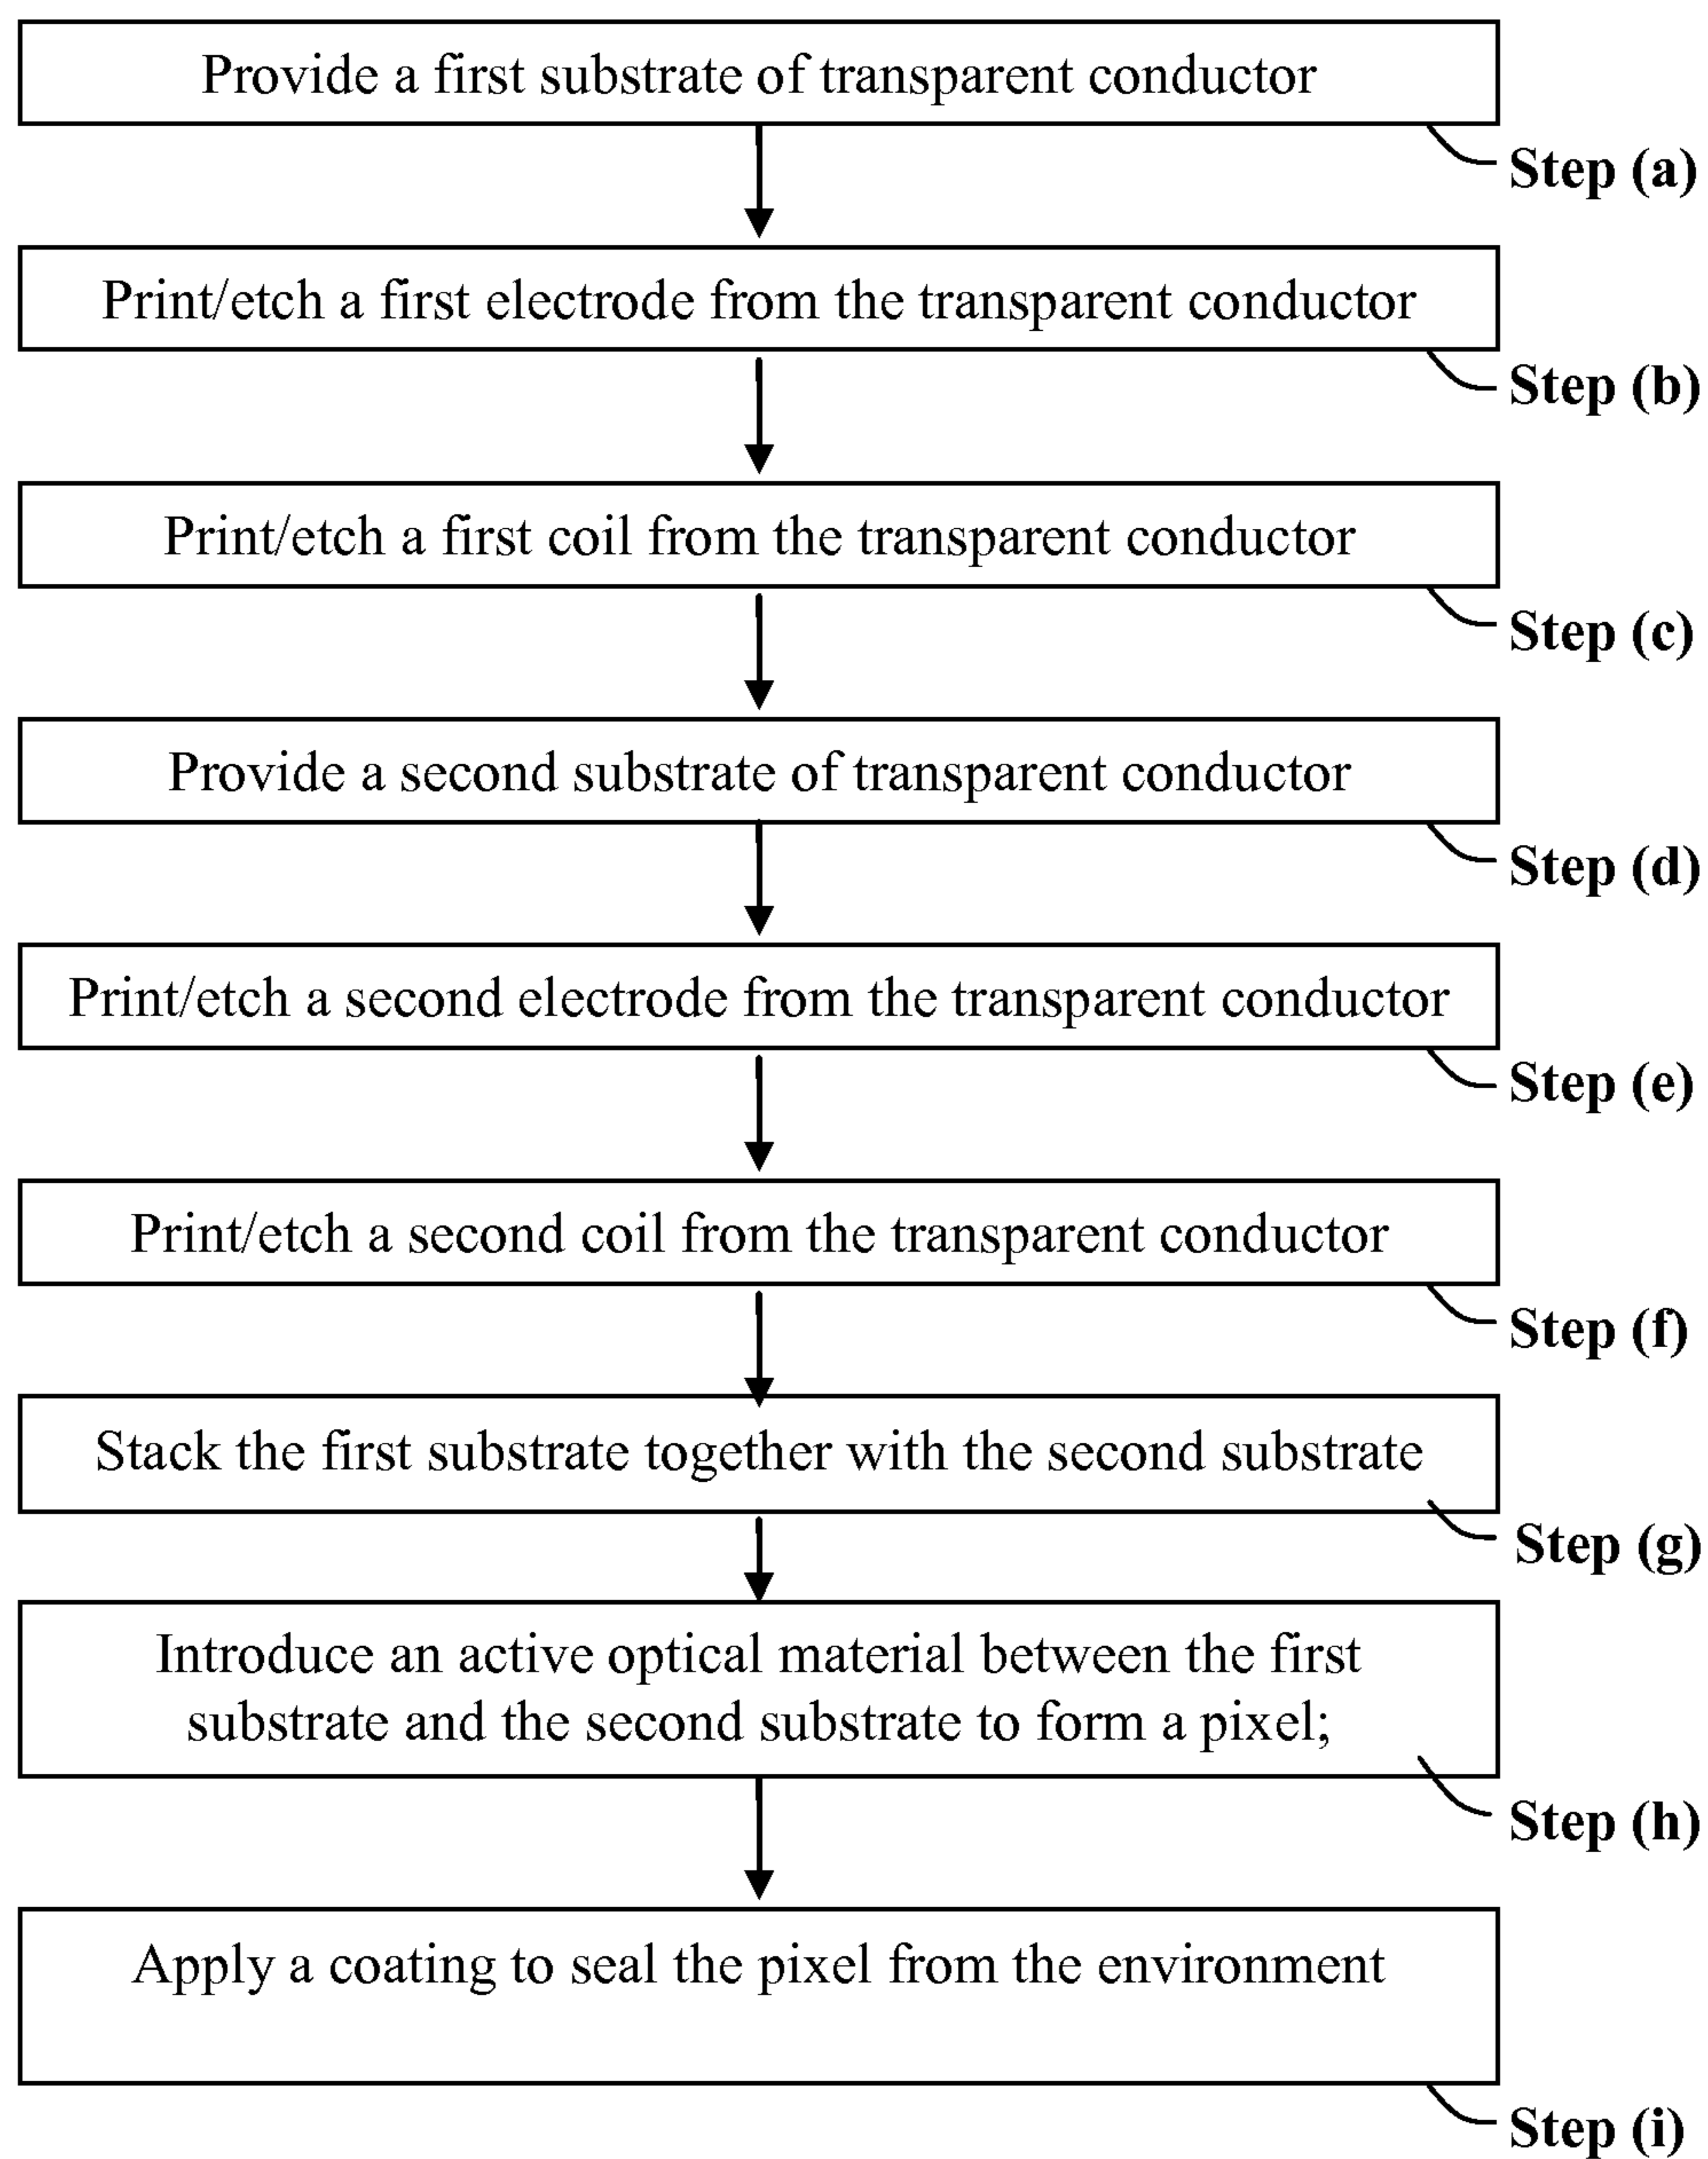 Provide a first substrate of transparent conductor
Step (a)
Print/etch a first electrode from the transparent conductor
Step (b)
Print/etch a first coil from the transparent conductor
Step (c)
Provide a second substrate of transparent conductor
Step (d)
Print/etch a second electrode from the transparent conductor
Step (e)
Print/etch a second coil from the transparent conductor
Step (f)
Stack the first substrate together with the second substrate
Step (g)
Introduce an active optical material between the first
substrate and the second substrate to form a pixel;
Step (h)
Apply a coating to seal the pixel from the environment
Step (i)